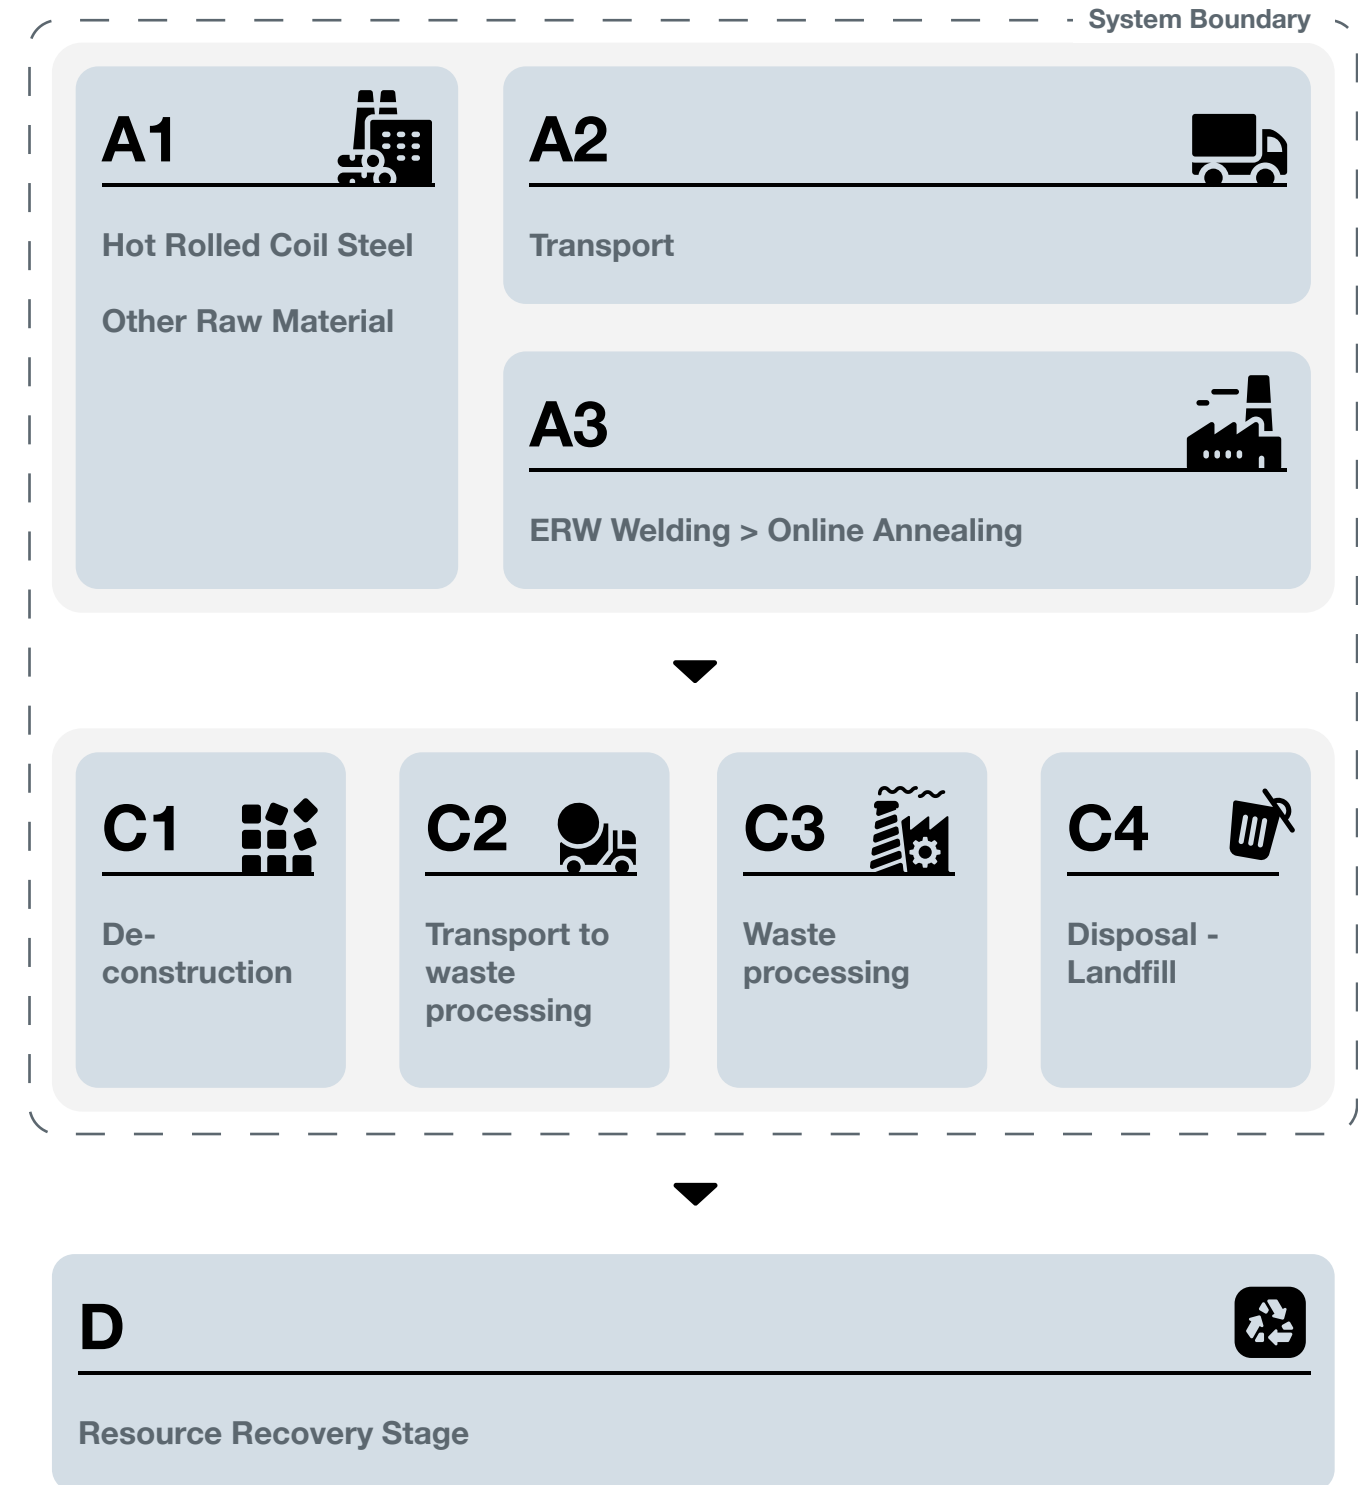 System Boundary
A1
Hot Rolled Coil Steel
Other Raw Material
A2
Transport
A3
ERW Welding > Online Annealing
C1
De-
construction
C2
Transport to
waste
processing
C3
Waste
processing
C4
Disposal -
Landfill
D
Resource Recovery Stage